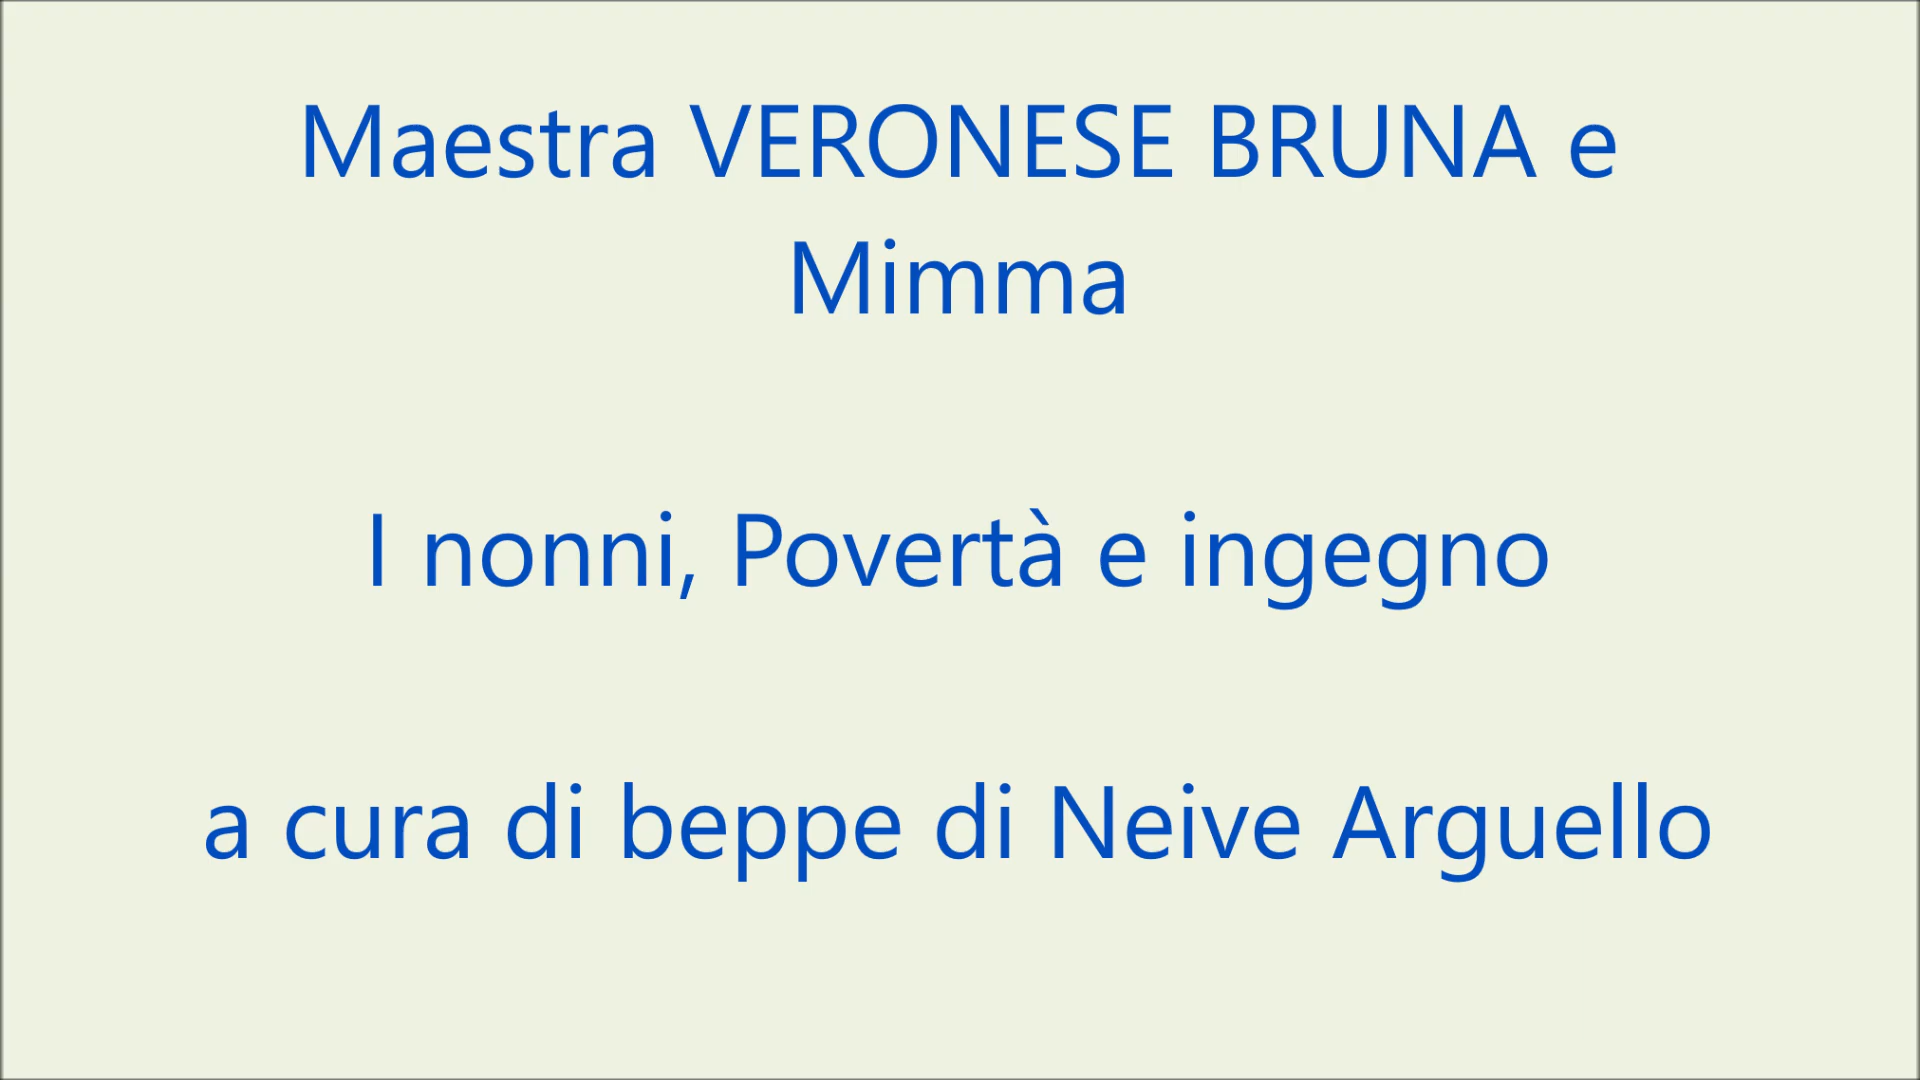 Maestra VERONESE BRUNA e
Mimma
I nonni, Povertà e ingegno
a cura di beppe di Neive Arguello